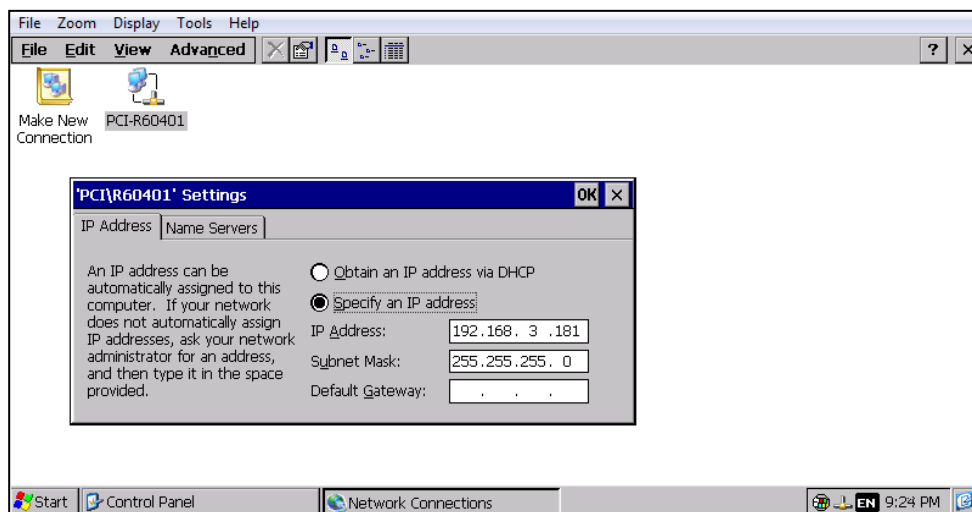 File Zoom Display Tools Help
File Edit View Advanced ?
Make New
Connection
PCI-R60401
'PCI\R60401' Settings OK
IP Address Name Servers
An IP address can be
automatically assigned to this
computer. If your network
does not automatically assign
IP addresses, ask your network
administrator for an address,
and then type it in the space
provided.
Obtain an IP address via DHCP
Specify an IP address
IP Address: 192.168. 3 .181
Subnet Mask: 255.255.255. 0
Default Gateway: . . .
Start Control Panel Network Connections EN 9:24 PM